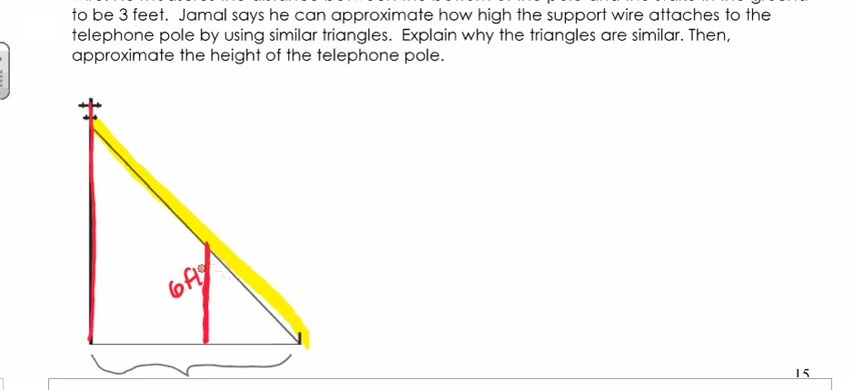 to be 3 feet. Jamal says he can approximate how high the support wire attaches to the
telephone pole by using similar triangles. Explain why the triangles are similar. Then,
approximate the height of the telephone pole.
6ft
15